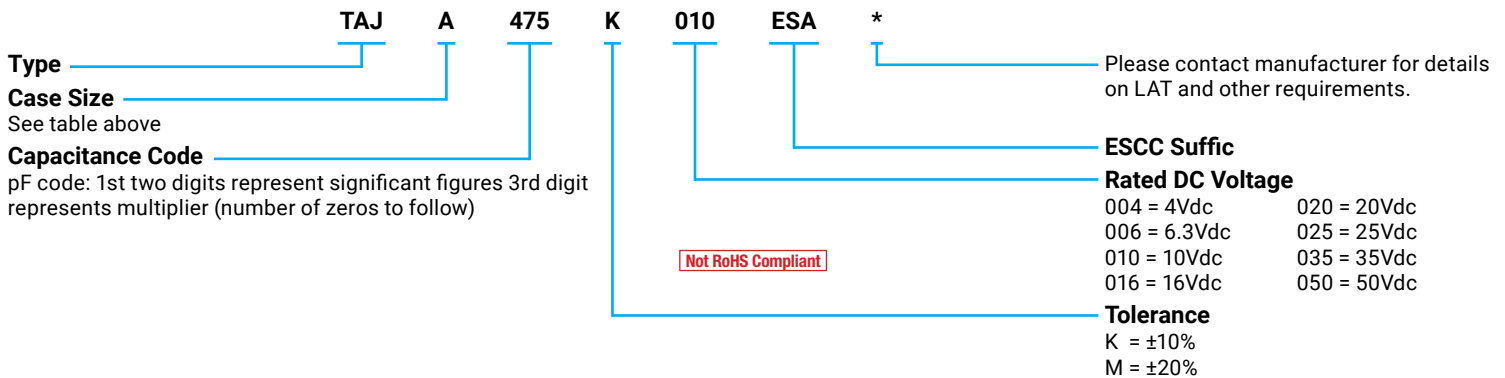 TAJ A 475 K 010 ESA *
Type
Case Size
See table above
Capacitance Code
pF code: 1st two digits represent significant figures 3rd digit
represents multiplier (number of zeros to follow)
Not RoHS Compliant
Please contact manufacturer for details
on LAT and other requirements.
ESCC Suffic
Rated DC Voltage
004 = 4Vdc 020 = 20Vdc
006 = 6.3Vdc 025 = 25Vdc
010 = 10Vdc 035 = 35Vdc
016 = 16Vdc 050 = 50Vdc
Tolerance
K = ±10%
M = ±20%